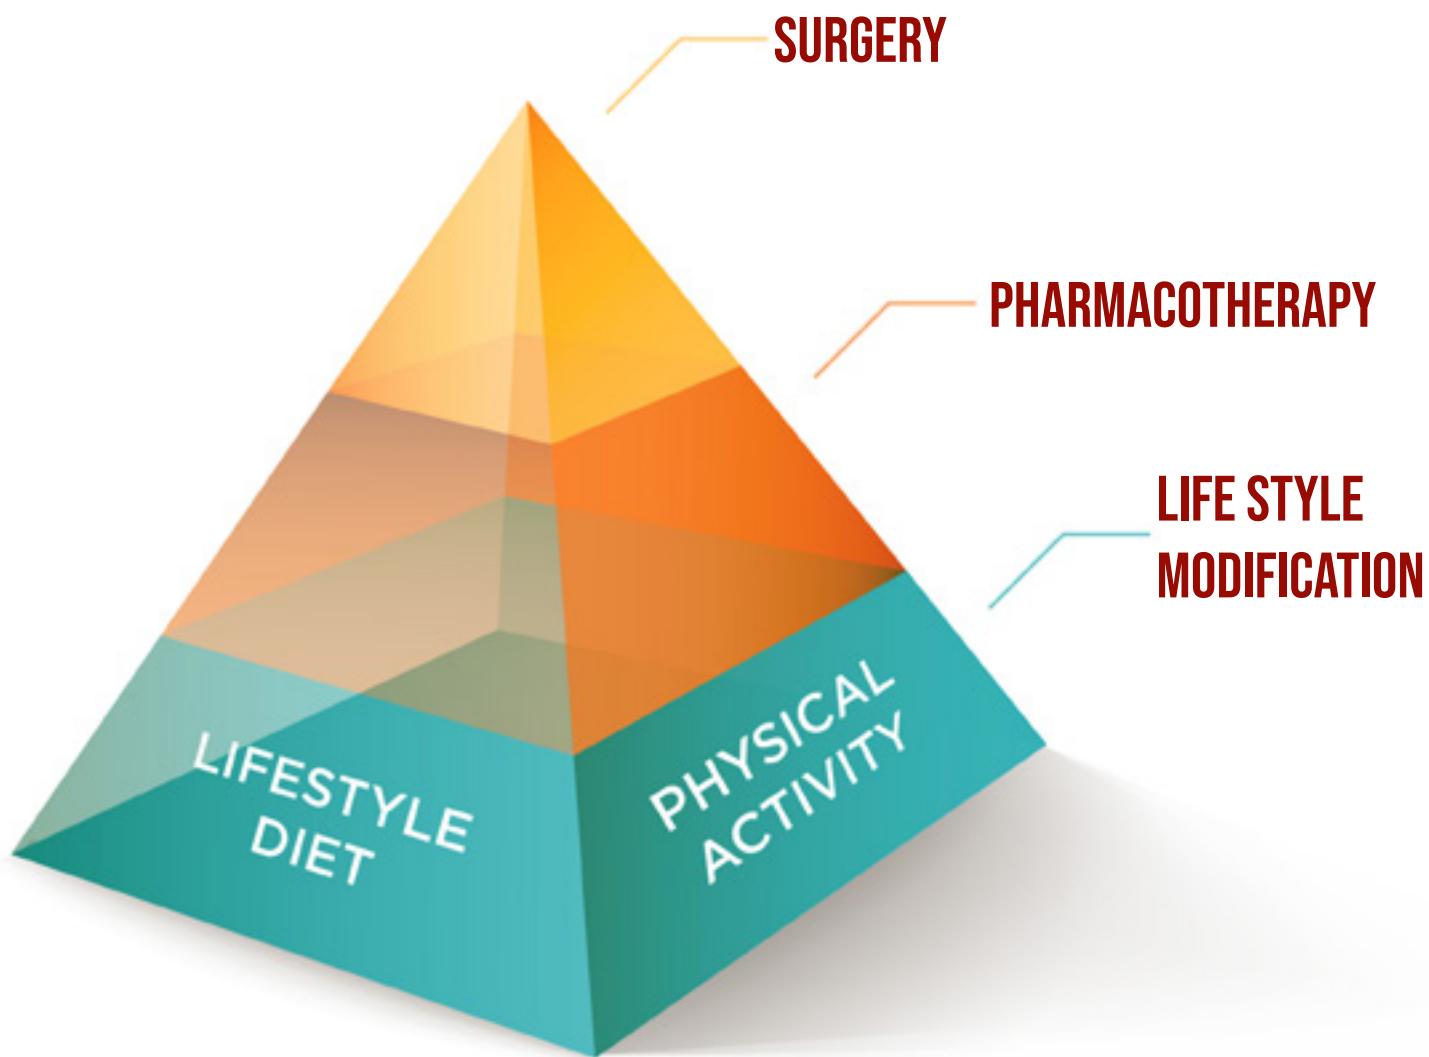 SURGERY
PHARMACOTHERAPY
LIFE STYLE
MODIFICATION
LIFESTYLE
DIET
PHYSICAL
ACTIVITY